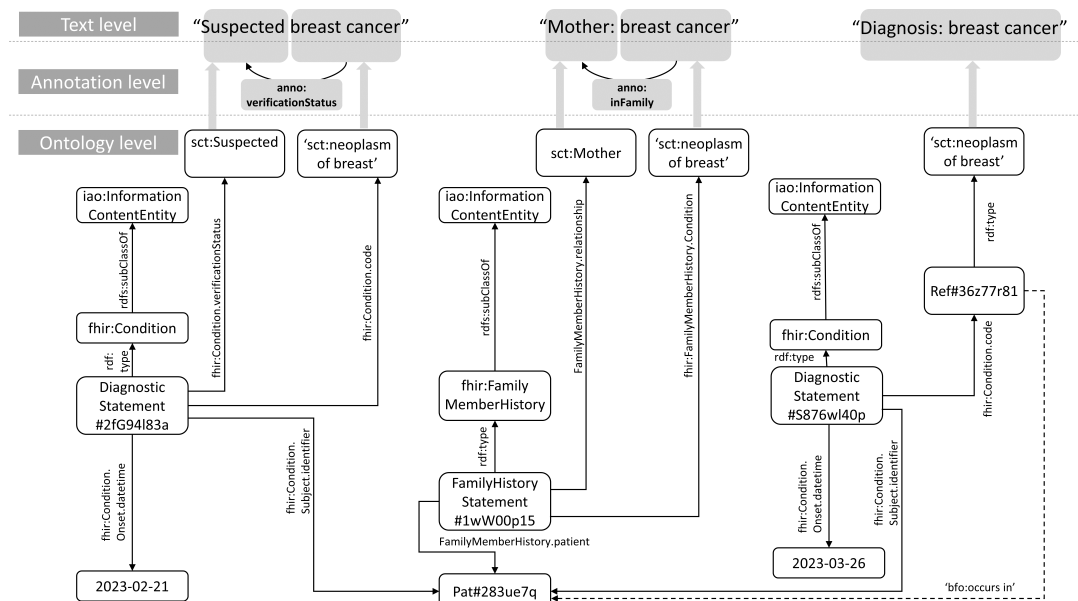 Text level
“Suspected breast cancer”
“Mother: breast cancer”
“Diagnosis: breast cancer”
Annotation level
anno:
verificationStatus
anno:
inFamily
Ontology level
sct:Suspected
‘sct:neoplasm
of breast’
sct:Mother
‘sct:neoplasm
of breast’
‘sct:neoplasm
of breast’
iao:Information
ContentEntity
iao:Information
ContentEntity
iao:Information
ContentEntity
rdfs:subClassOf
fhir:Condition.verificationStatus
fhir:Condition.code
rdfs:subClassOf
FamilyMemberHistory.relationship
fhir:FamilyMemberHistory.Condition
rdfs:subClassOf
rdf:type
Ref#36z77r81
fhir:Condition
fhir:Condition
rdf:
type
rdf:type
fhir:Condition.code
Diagnostic
Statement
#2fG94l83a
fhir:Family
MemberHistory
Diagnostic
Statement
#S876wl40p
rdf:type
fhir:Condition.
Onset.datetime
fhir:Condition.
Subject.identifier
FamilyHistory
Statement
#1wW00p15
fhir:Condition.
Onset.datetime
fhir:Condition.
Subject.identifier
FamilyMemberHistory.patient
2023-03-26
2023-02-21
Pat#283ue7q
‘bfo:occurs in’